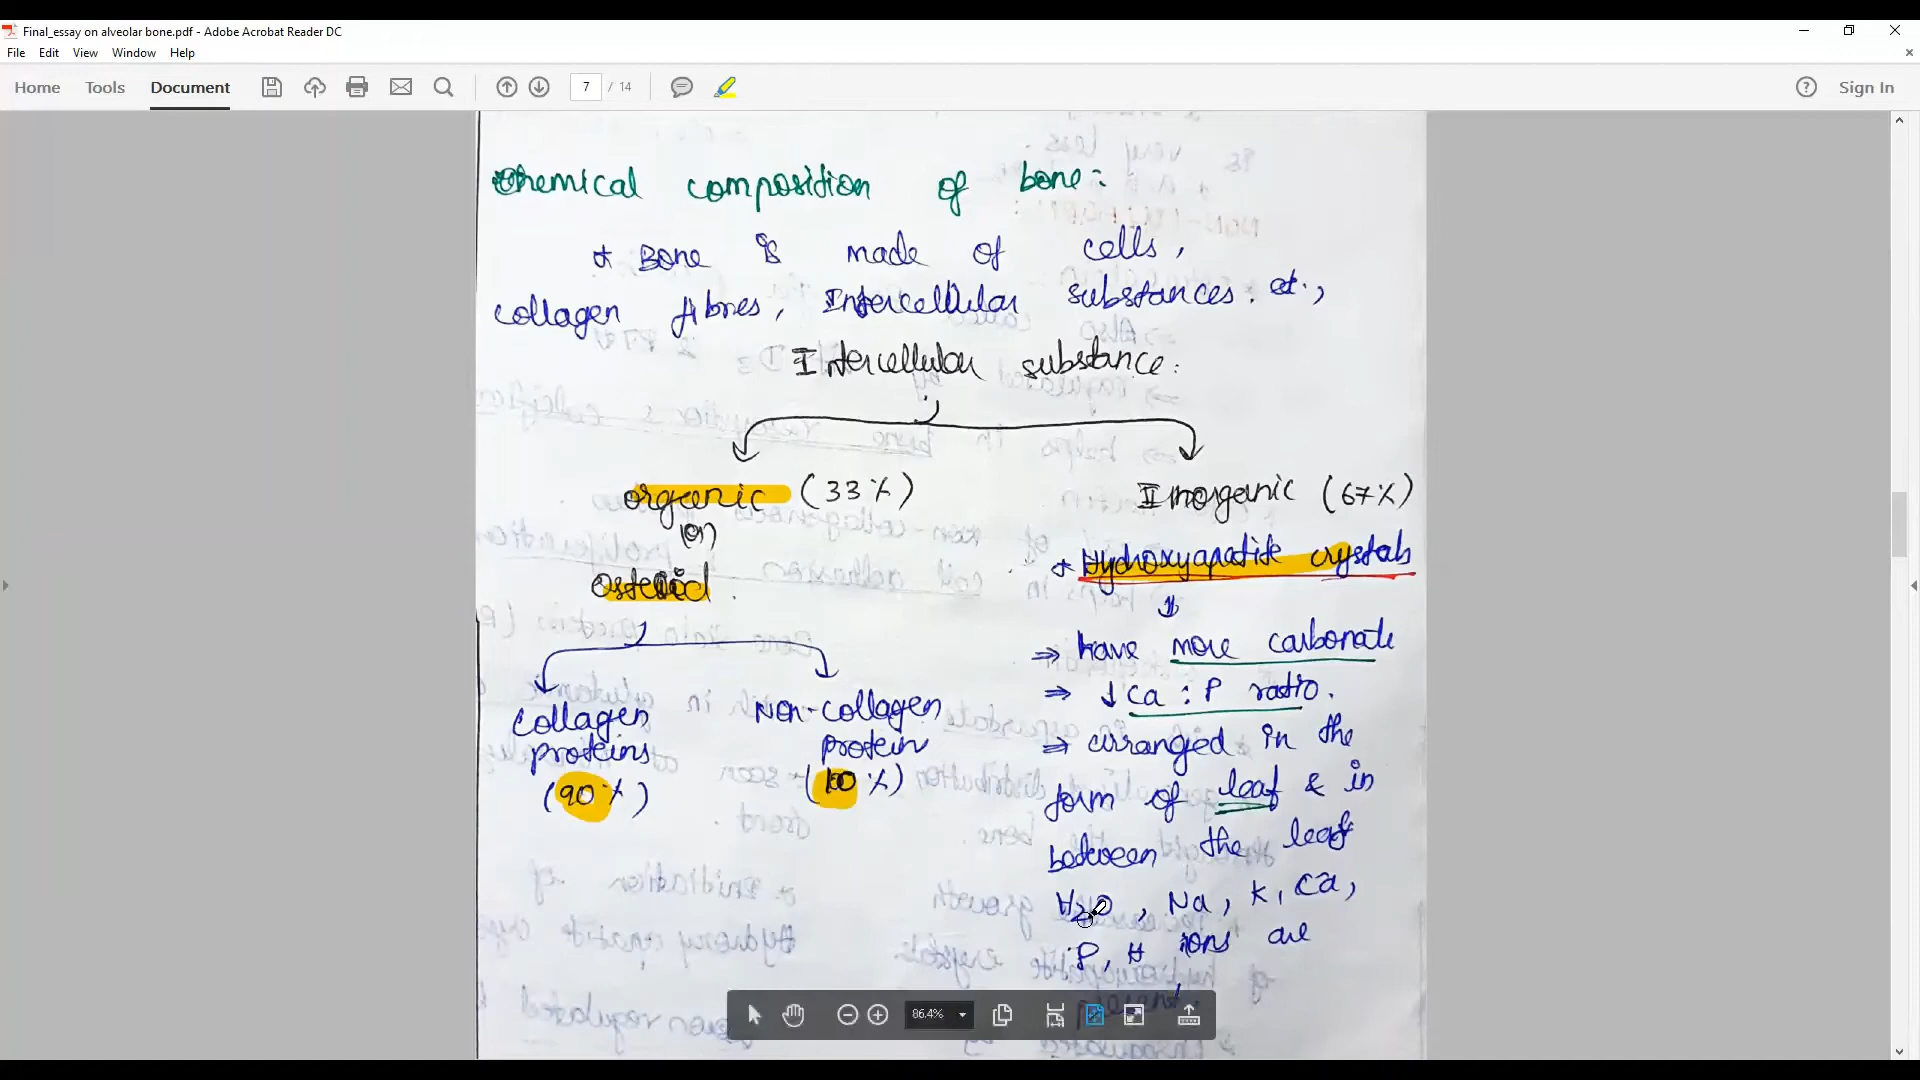 Final_essay on alveolar bone.pdf - Adobe Acrobat Reader DC
File Edit View Window Help
Home Tools Document 7 / 14 Sign In
Chemical composition of bone:
* Bone is made of cells,
collagen fibres, Intercellular substances. et.,
Intercellular substance.
organic (33%)
Inorganic (67%)
(or)
osteoid.
* Hydroxyapatite crystals
⇒ have more carbonate
⇒ ↓ Ca : P ratio.
⇒ arranged in the
form of leaf & in
between the leaf
H2O, Na, K, Ca,
P, H ions are
Collagen
proteins
(90%)
Non-collagen
protein
(10%)
86.4%